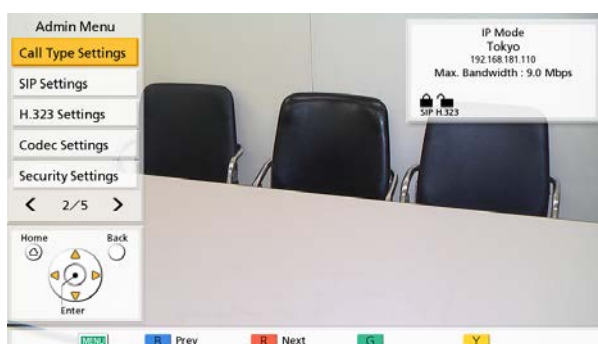 Admin Menu
Call Type Settings
SIP Settings
H.323 Settings
Codec Settings
Security Settings
2/5
Home Back
Enter
IP Mode
Tokyo
192.168.181.110
Max. Bandwidth : 9.0 Mbps
SIP H.323
MENU B Prev R Next G Y